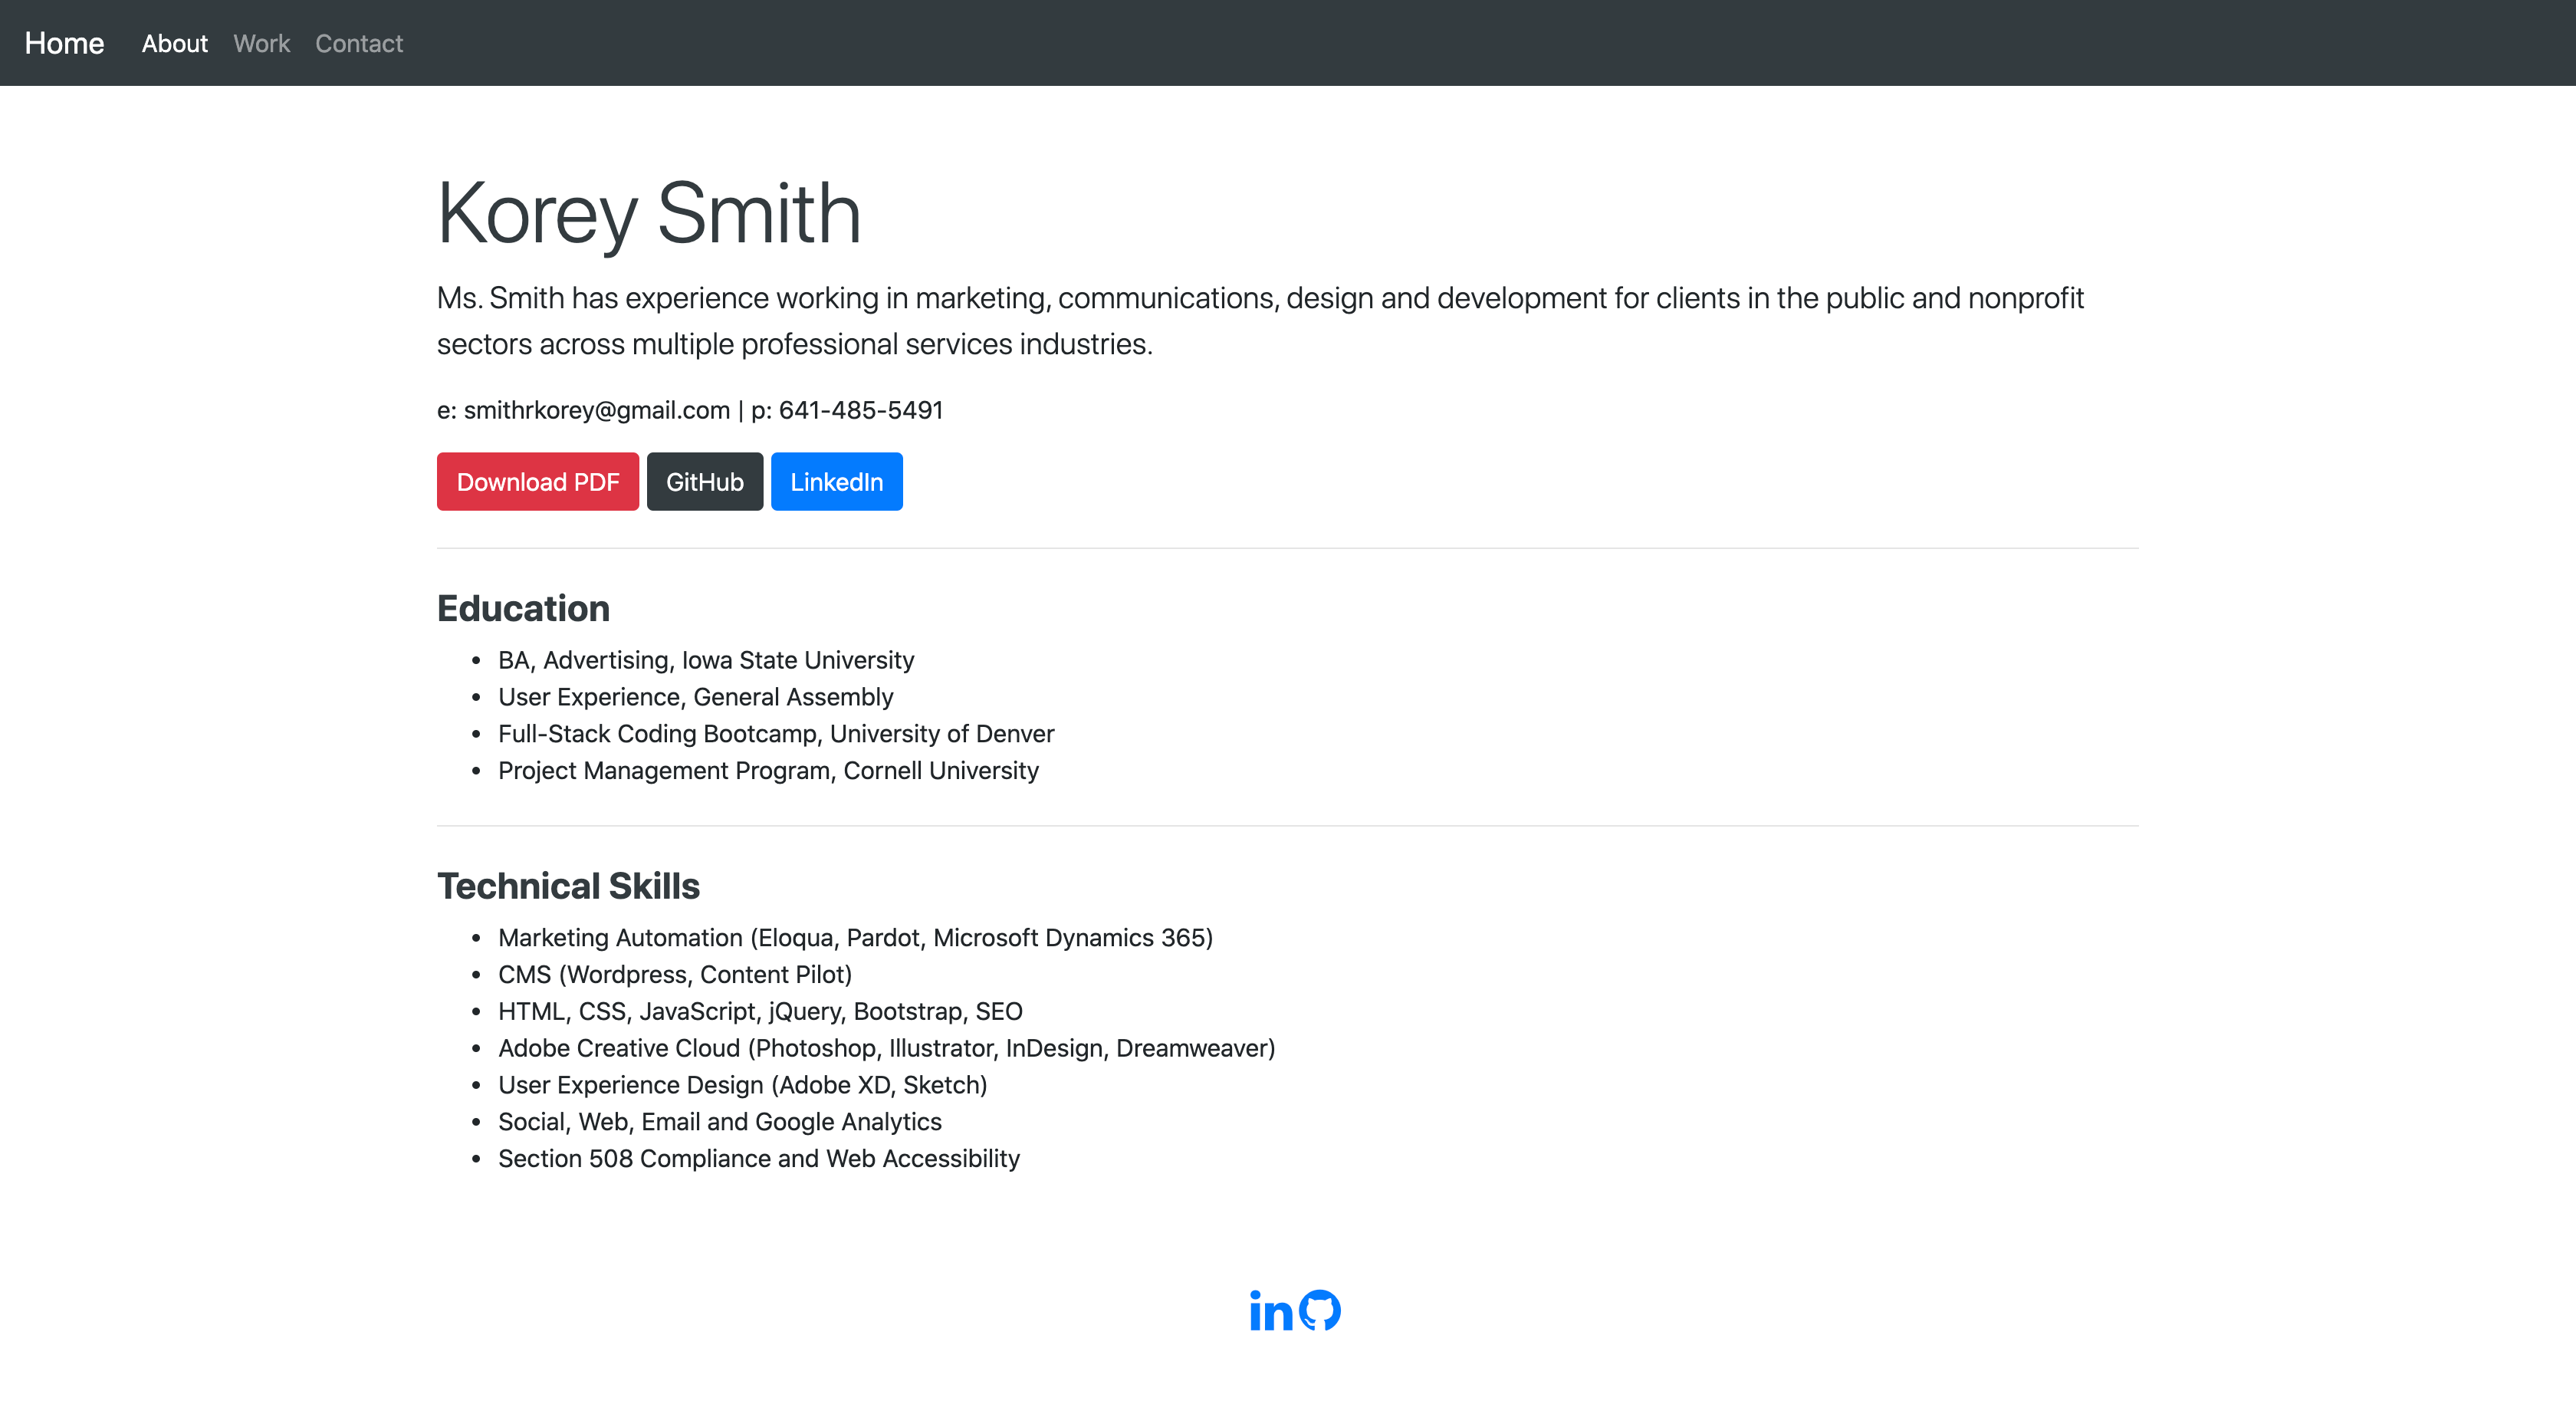 Home About Work Contact
Korey Smith
Ms. Smith has experience working in marketing, communications, design and development for clients in the public and nonprofit
sectors across multiple professional services industries.
e: smithrkorey@gmail.com | p: 641-485-5491
Download PDF GitHub LinkedIn
Education
• BA, Advertising, Iowa State University
• User Experience, General Assembly
• Full-Stack Coding Bootcamp, University of Denver
• Project Management Program, Cornell University
Technical Skills
• Marketing Automation (Eloqua, Pardot, Microsoft Dynamics 365)
• CMS (Wordpress, Content Pilot)
• HTML, CSS, JavaScript, jQuery, Bootstrap, SEO
• Adobe Creative Cloud (Photoshop, Illustrator, InDesign, Dreamweaver)
• User Experience Design (Adobe XD, Sketch)
• Social, Web, Email and Google Analytics
• Section 508 Compliance and Web Accessibility
in